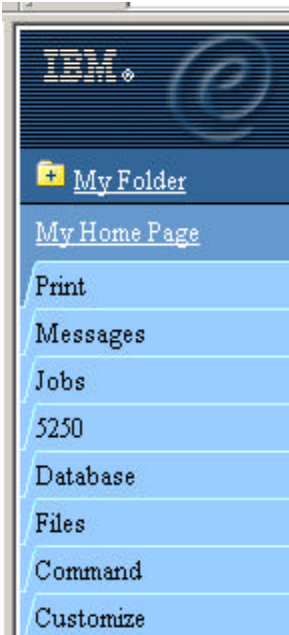 IBM®
e
My Folder
My Home Page
Print
Messages
Jobs
5250
Database
Files
Command
Customize